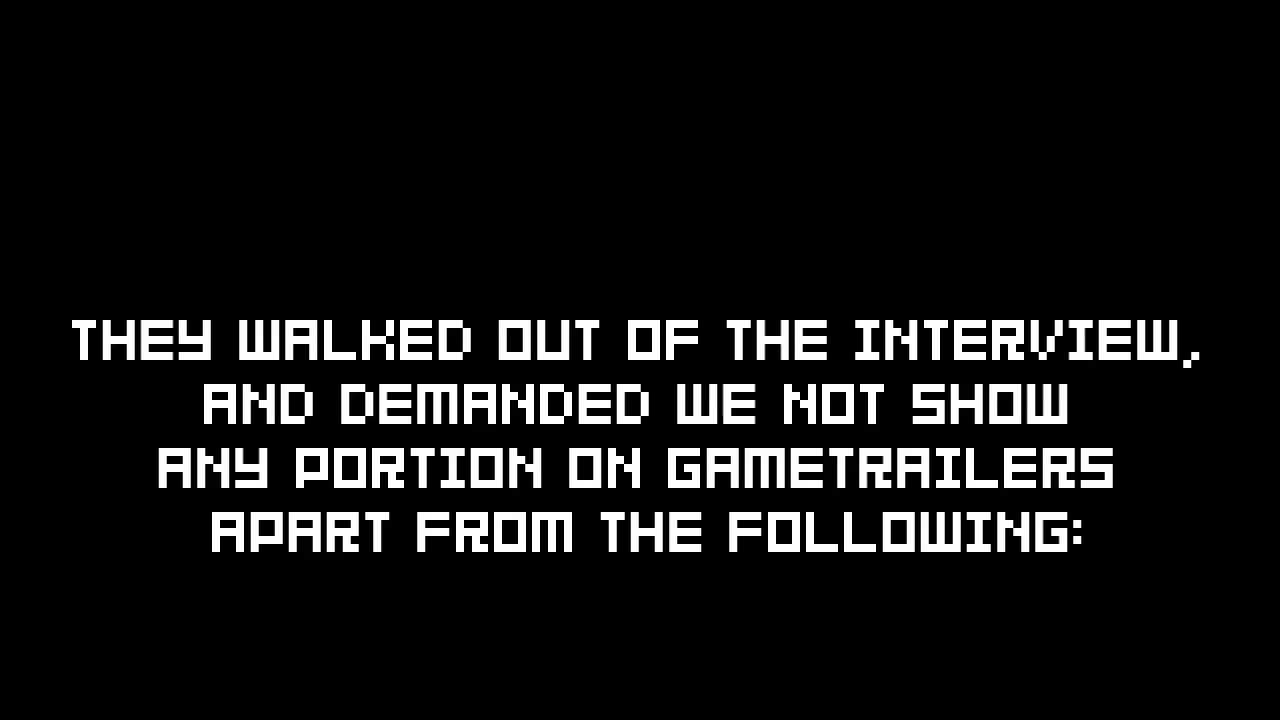 THEY WALKED OUT OF THE INTERVIEW,
AND DEMANDED WE NOT SHOW
ANY PORTION ON GAMETRAILERS
APART FROM THE FOLLOWING: